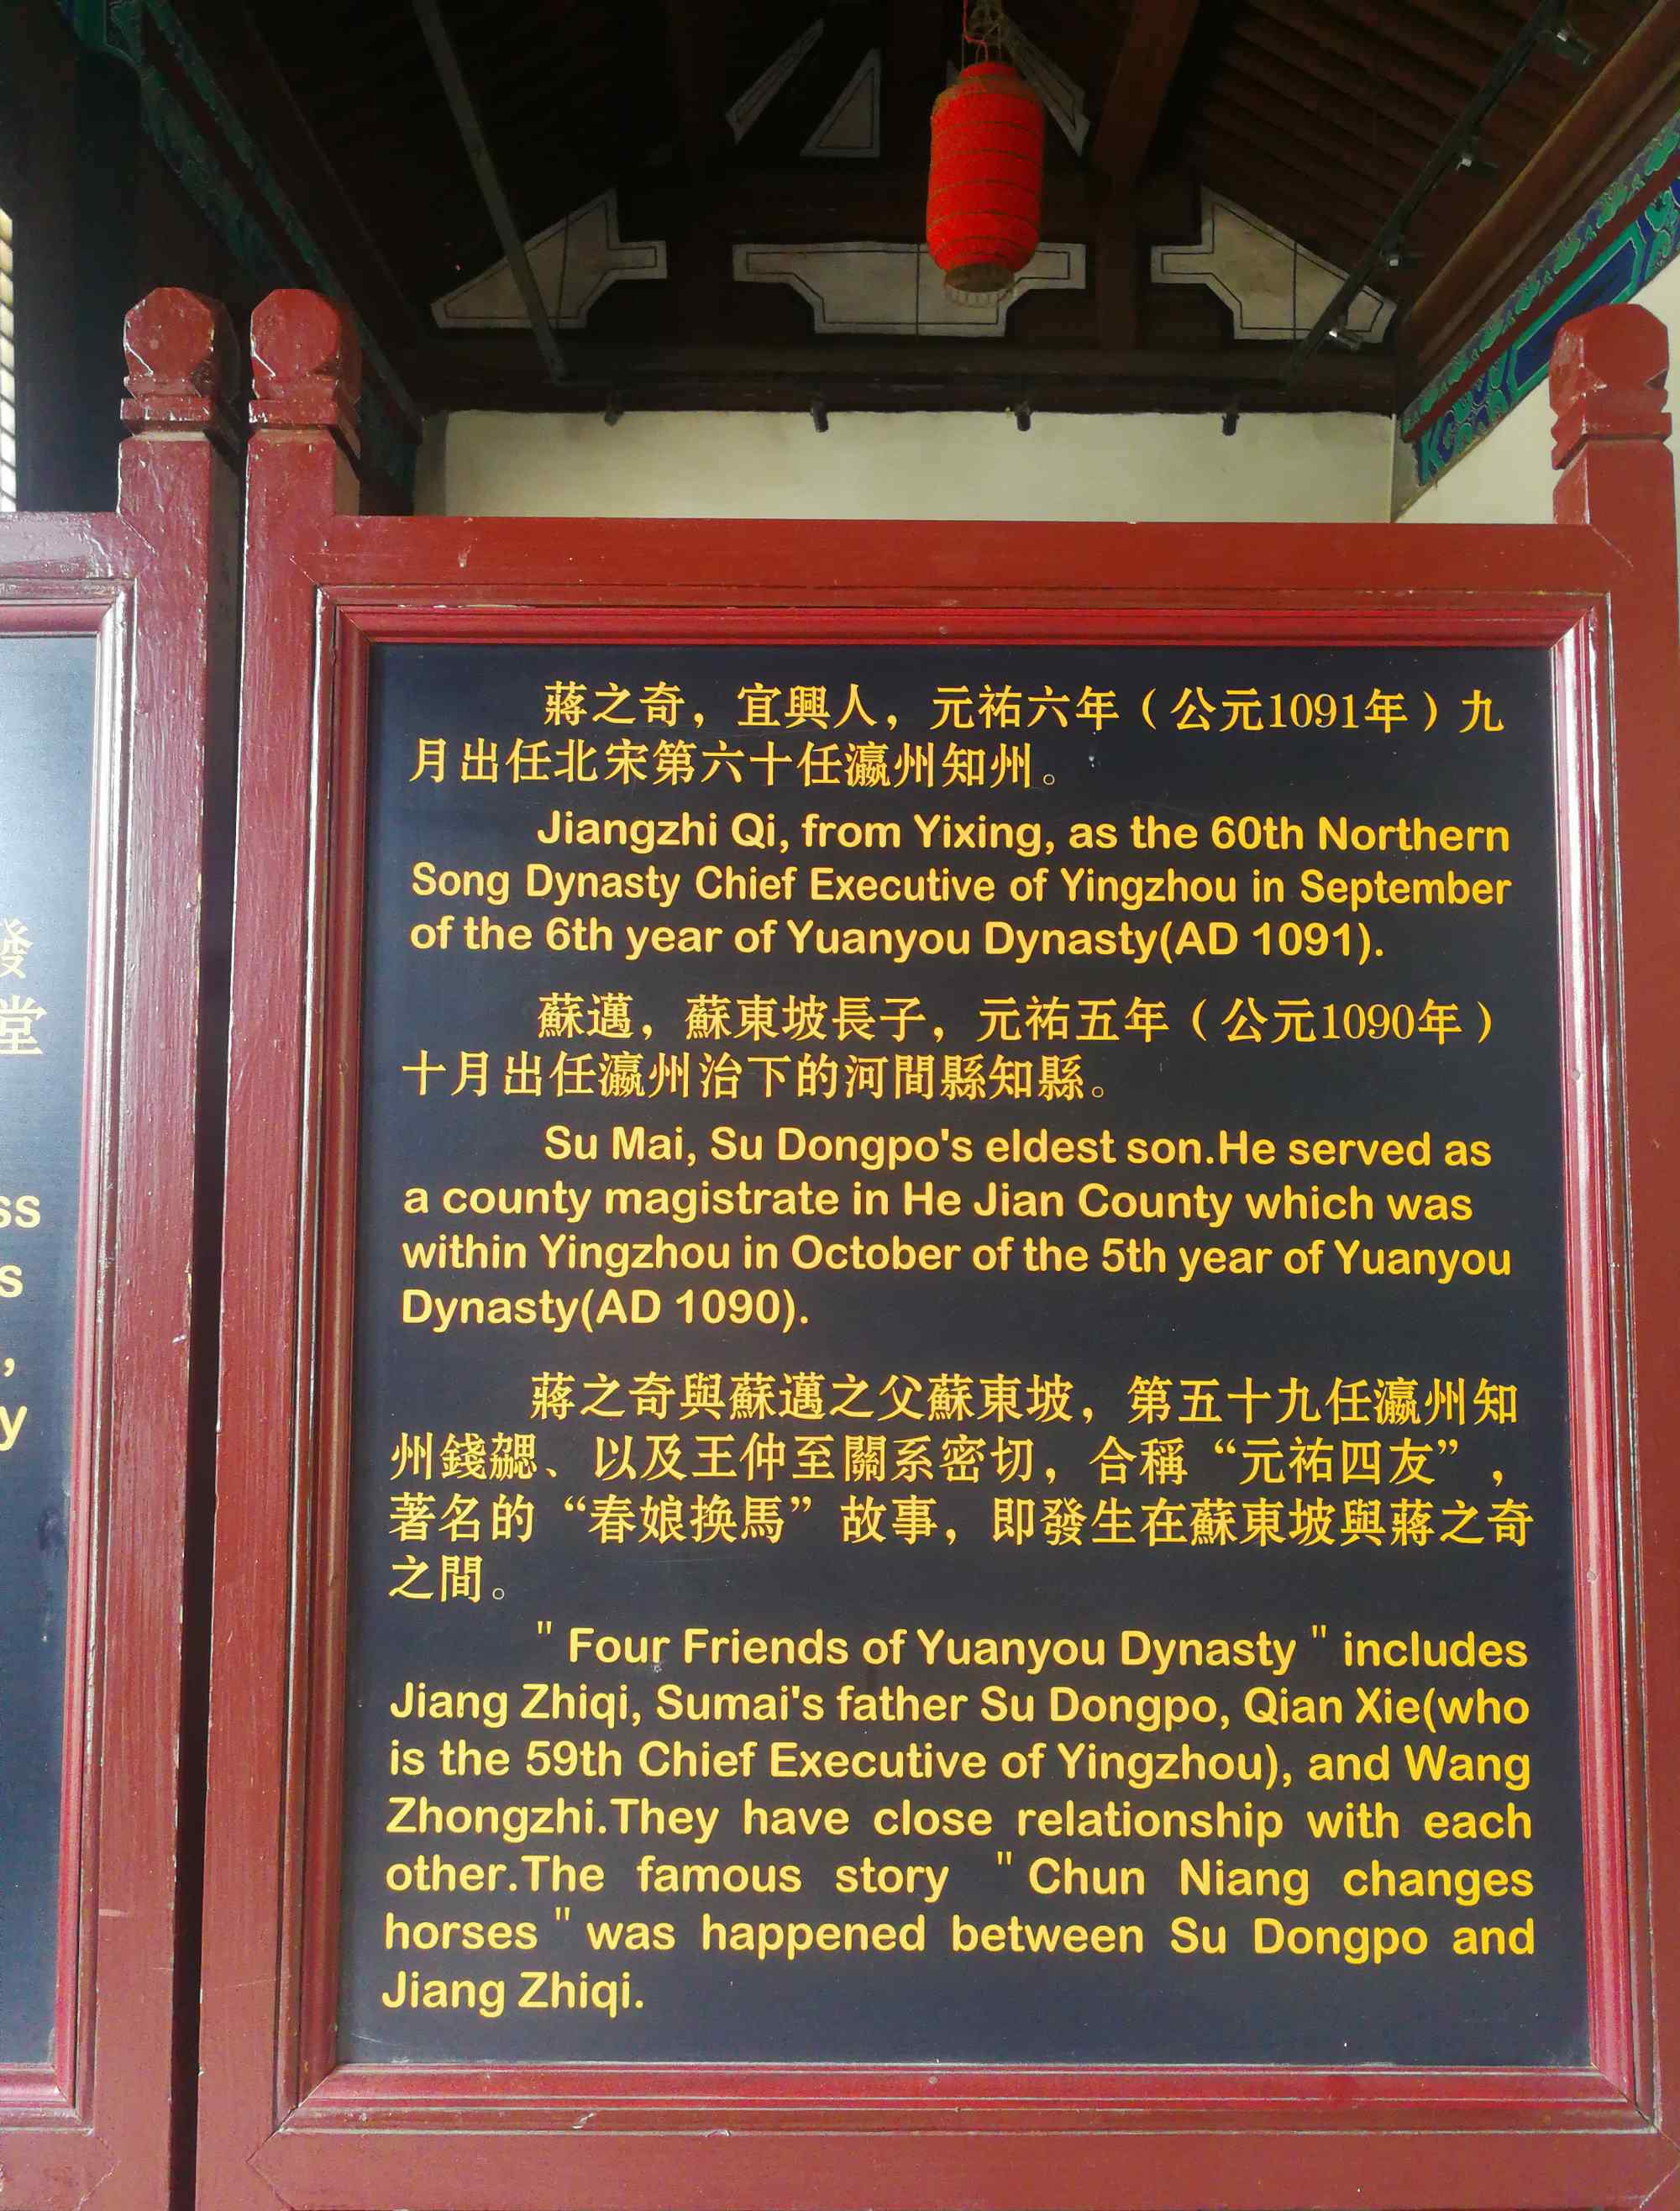 發
堂
ss
s
,
y
蔣之奇，宜興人，元祐六年（公元1091年）九
月出任北宋第六十任瀛州知州。
Jiangzhi Qi, from Yixing, as the 60th Northern
Song Dynasty Chief Executive of Yingzhou in September
of the 6th year of Yuanyou Dynasty(AD 1091).
蘇邁，蘇東坡長子，元祐五年（公元1090年）
十月出任瀛州治下的河間縣知縣。
Su Mai, Su Dongpo's eldest son.He served as
a county magistrate in He Jian County which was
within Yingzhou in October of the 5th year of Yuanyou
Dynasty(AD 1090).
蔣之奇與蘇邁之父蘇東坡，第五十九任瀛州知
州錢勰、以及王仲至關系密切，合稱“元祐四友”，
著名的“春娘换馬”故事，即發生在蘇東坡與蔣之奇
之間。
" Four Friends of Yuanyou Dynasty " includes
Jiang Zhiqi, Sumai's father Su Dongpo, Qian Xie(who
is the 59th Chief Executive of Yingzhou), and Wang
Zhongzhi.They have close relationship with each
other.The famous story " Chun Niang changes
horses " was happened between Su Dongpo and
Jiang Zhiqi.